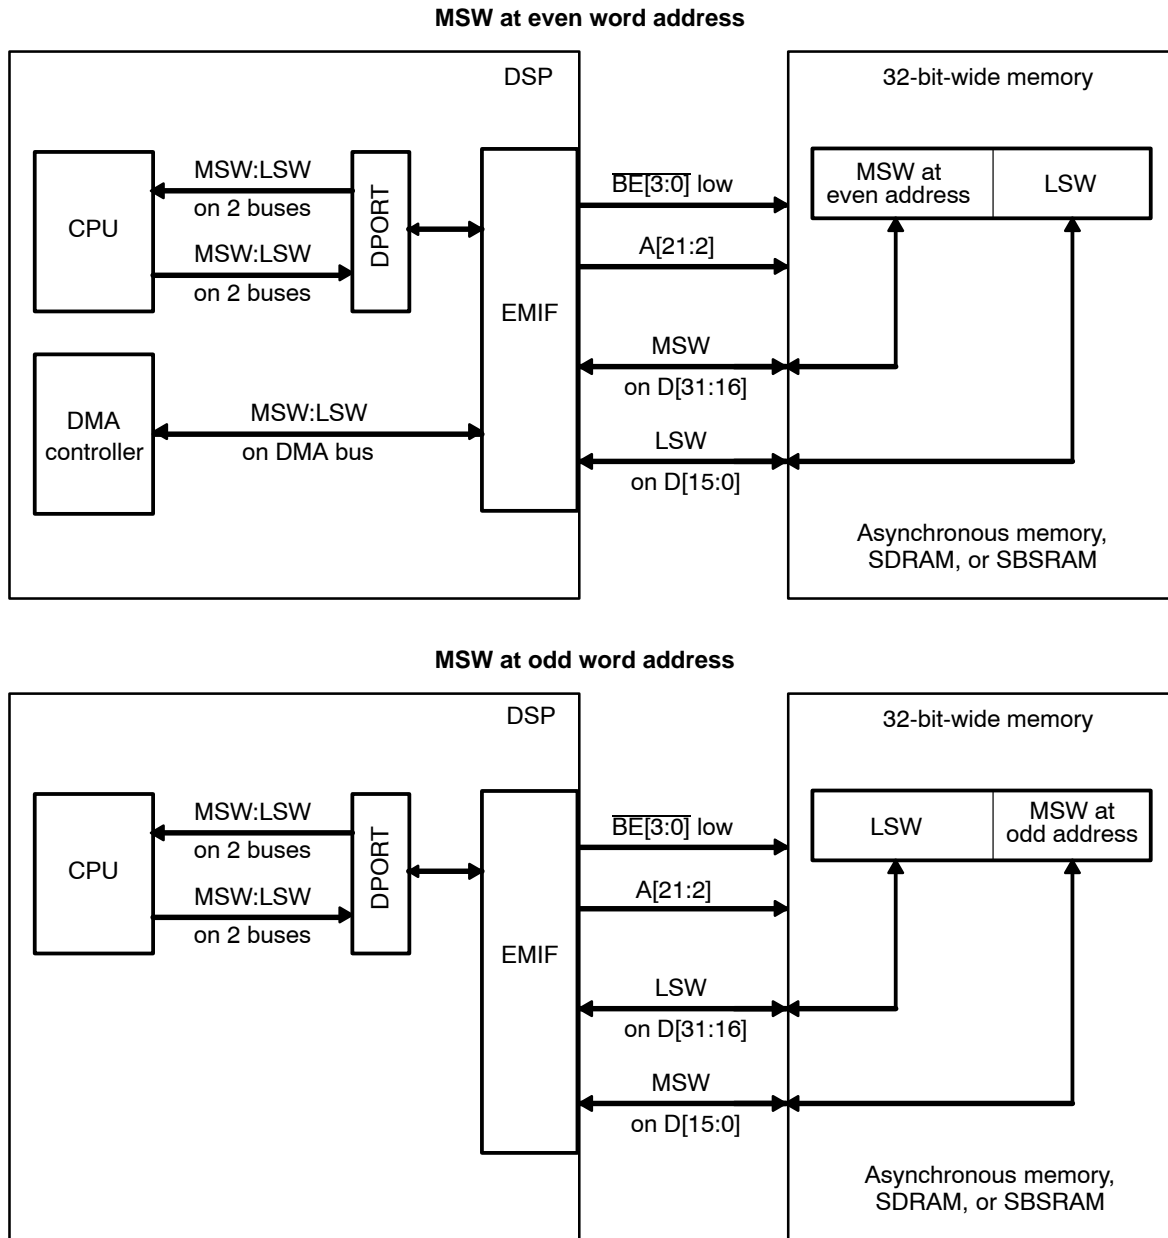 MSW at even word address
DSP
32-bit-wide memory
MSW:LSW
on 2 buses
CPU
MSW:LSW
on 2 buses
DPORT
EMIF
DMA
controller
MSW:LSW
on DMA bus
BE[3:0] low
A[21:2]
MSW
on D[31:16]
LSW
on D[15:0]
MSW at
even address
LSW
Asynchronous memory,
SDRAM, or SBSRAM
MSW at odd word address
DSP
32-bit-wide memory
MSW:LSW
on 2 buses
CPU
MSW:LSW
on 2 buses
DPORT
EMIF
BE[3:0] low
A[21:2]
LSW
on D[31:16]
MSW
on D[15:0]
LSW
MSW at
odd address
Asynchronous memory,
SDRAM, or SBSRAM